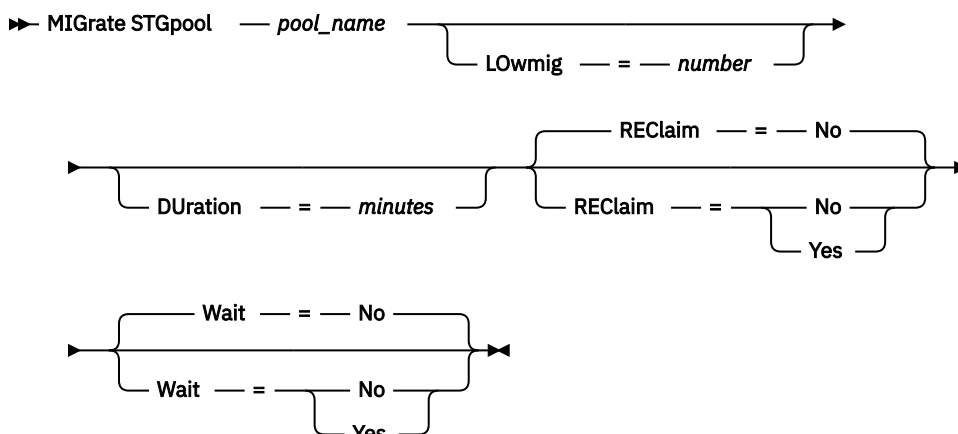 MIGrate STGpool pool_name
LOwmig = number
REClaim = No
DUration = minutes
REClaim = No
Yes
Wait = No
Wait = No
Yes